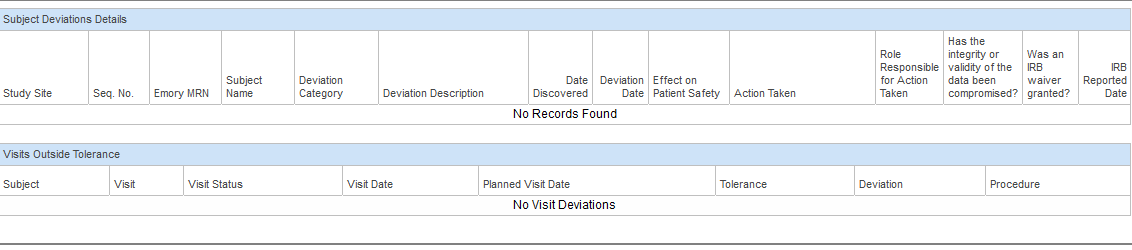 Subject Deviations Details
Study Site Seq. No. Emory MRN Subject Name Deviation Category Deviation Description Date Discovered Deviation Date Effect on Patient Safety Action Taken Role Responsible for Action Taken Has the integrity or validity of the data been compromised? Was an IRB waiver granted? IRB Reported Date
No Records Found
Visits Outside Tolerance
Subject Visit Visit Status Visit Date Planned Visit Date Tolerance Deviation Procedure
No Visit Deviations